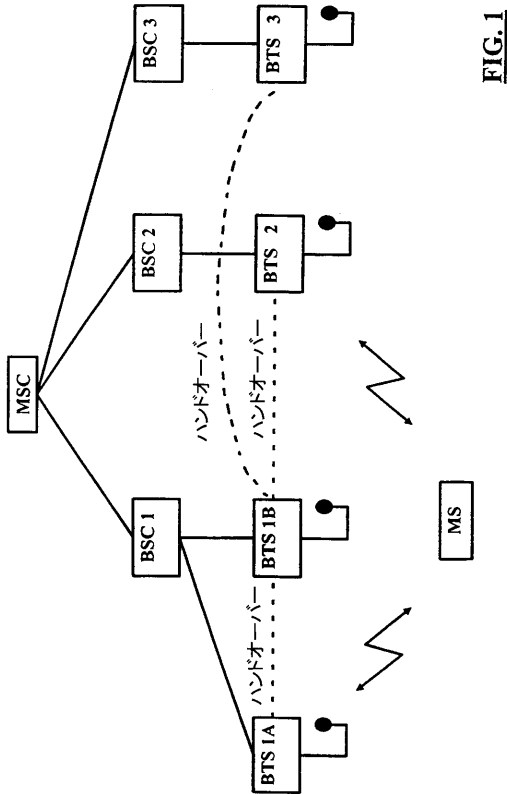 MSC
BSC 1
BSC 2
BSC 3
ハンドオーバー
ハンドオーバー
ハンドオーバー
BTS 1A
BTS 1B
BTS 2
BTS 3
MS
FIG. 1